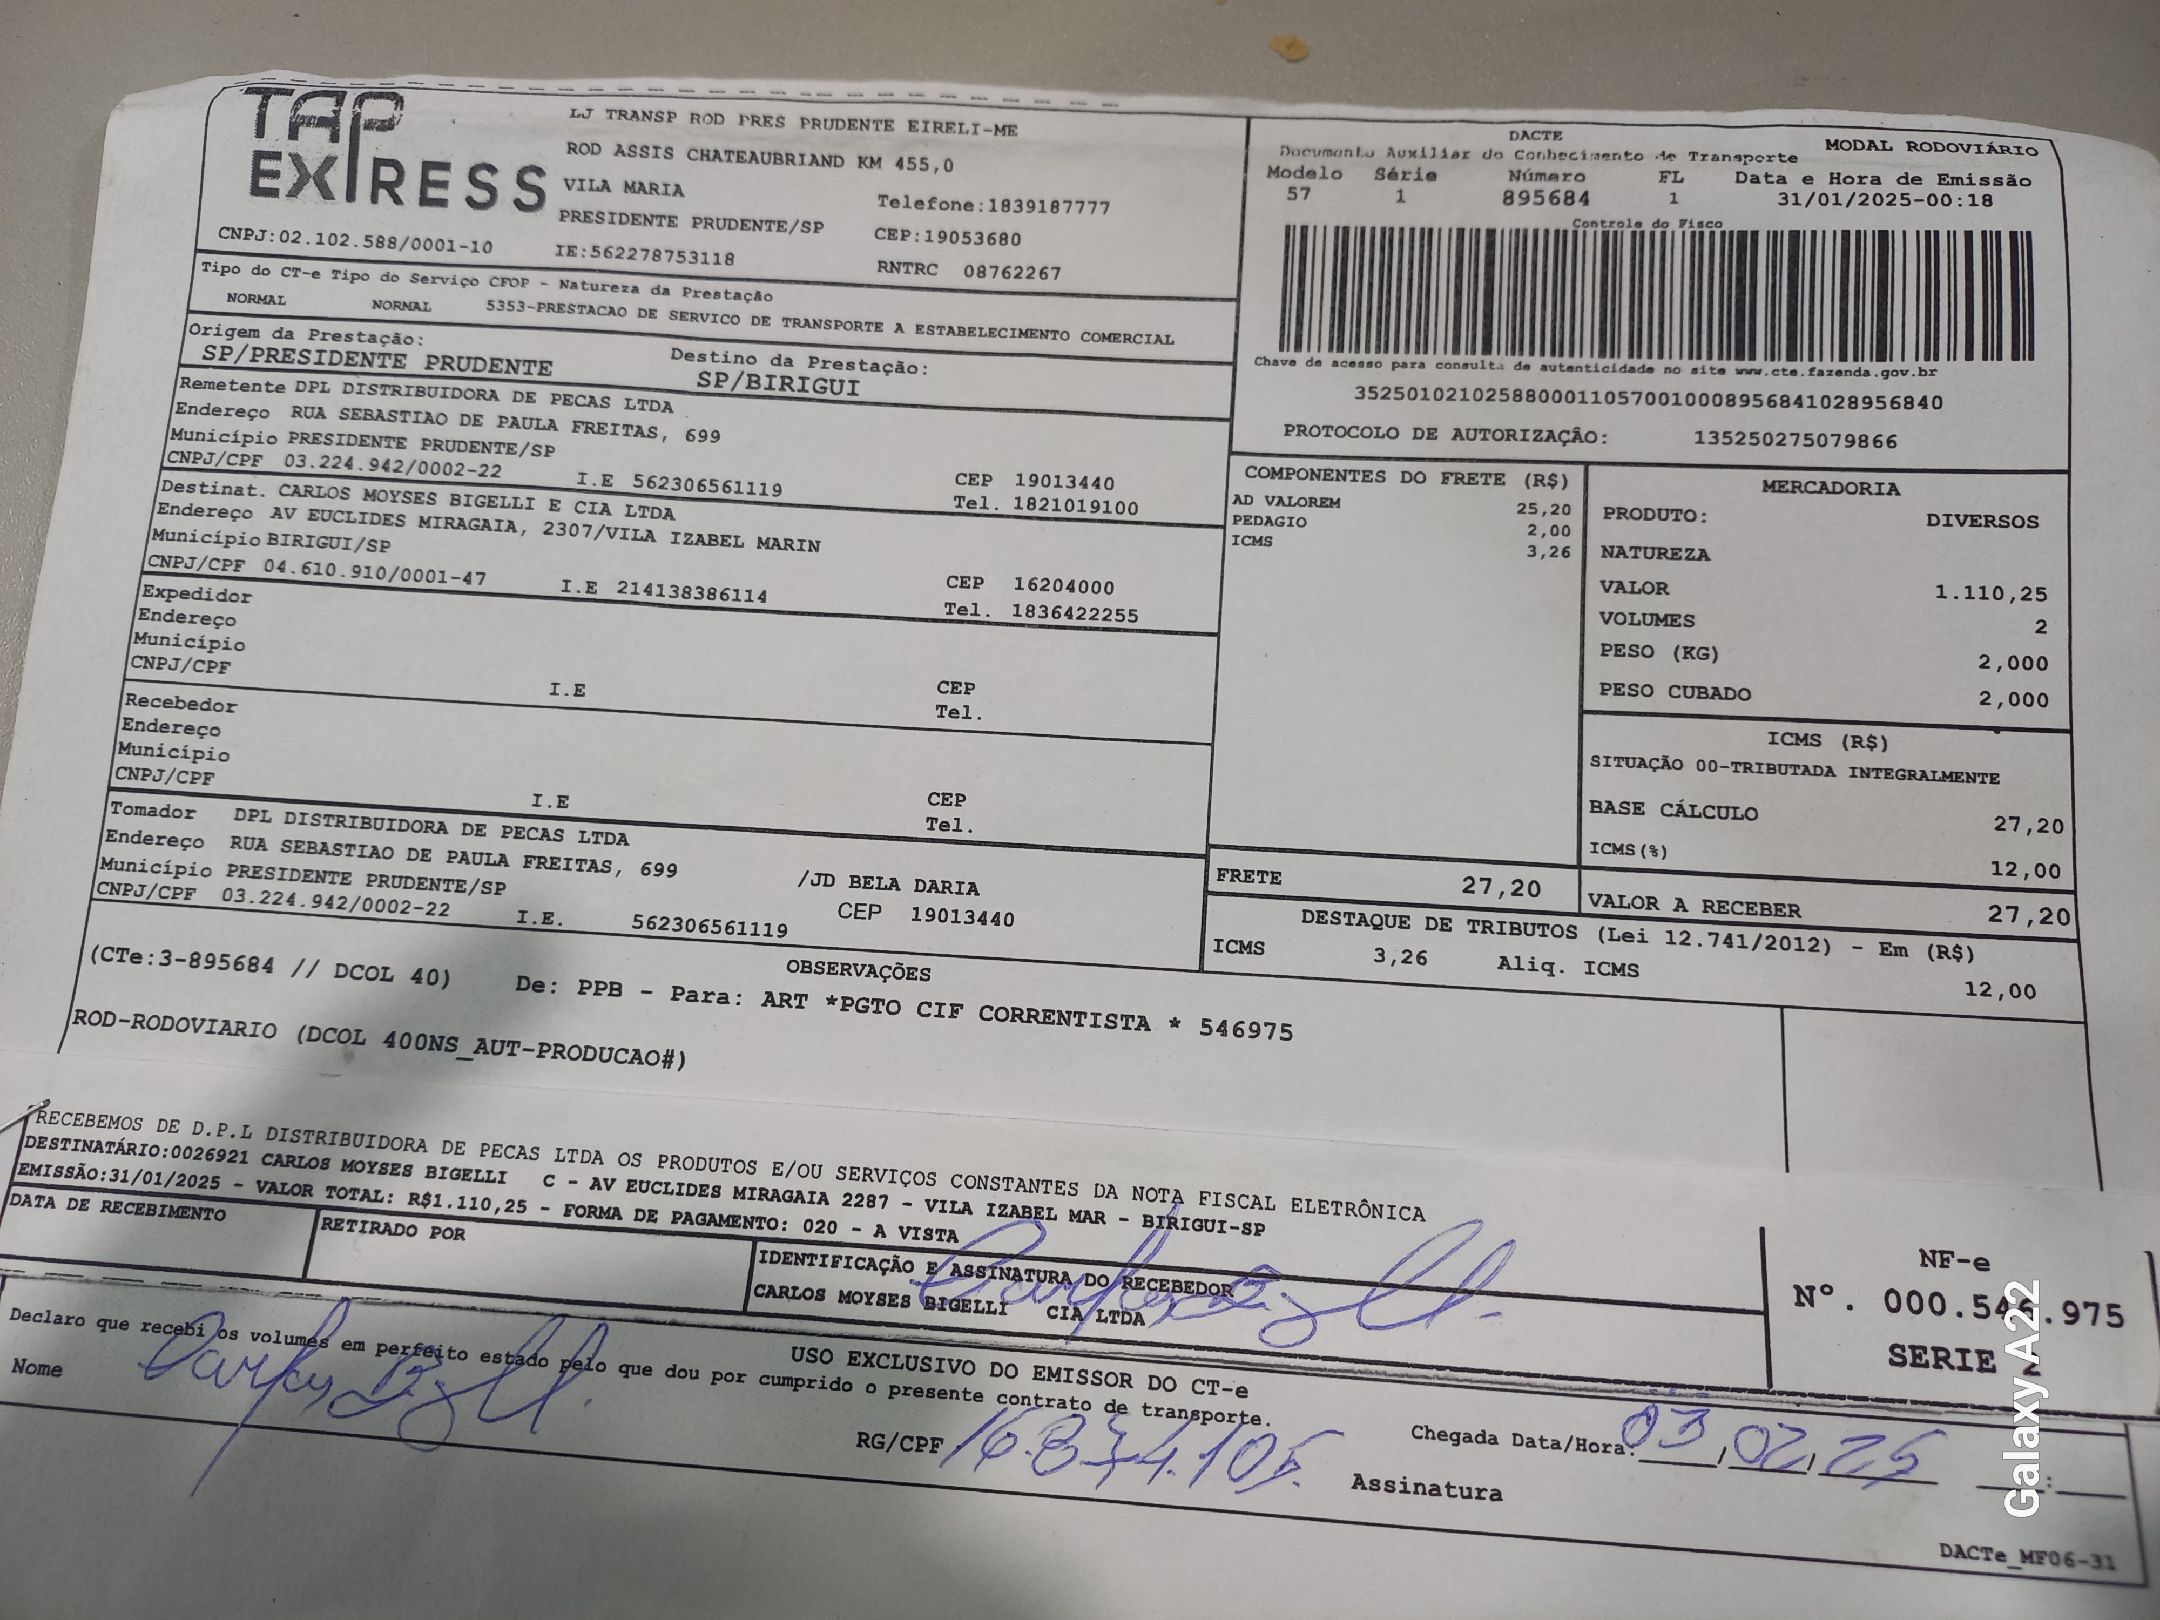 TAP EXPRESS
LJ TRANSP ROD PRES PRUDENTE EIRELI-ME
ROD ASSIS CHATEAUBRIAND KM 455,0
VILA MARIA
Telefone:1839187777
PRESIDENTE PRUDENTE/SP
CEP:19053680
CNPJ:02.102.588/0001-10
IE:562278753118
RNTRC 08762267
DACTE
MODAL RODOVIÁRIO
Documento Auxiliar do Conhecimento de Transporte
Modelo Série Número FL Data e Hora de Emissão
57 1 895684 1 31/01/2025-00:18
Controle do Fisco
Chave de acesso para consulta de autenticidade no site www.cte.fazenda.gov.br
35250102102588000110570010008956841028956840
PROTOCOLO DE AUTORIZAÇÃO: 135250275079866
Tipo do CT-e Tipo do Serviço CFOP - Natureza da Prestação
NORMAL NORMAL 5353-PRESTACAO DE SERVICO DE TRANSPORTE A ESTABELECIMENTO COMERCIAL
Origem da Prestação: Destino da Prestação:
SP/PRESIDENTE PRUDENTE SP/BIRIGUI
Remetente DPL DISTRIBUIDORA DE PECAS LTDA
Endereço RUA SEBASTIAO DE PAULA FREITAS, 699
Município PRESIDENTE PRUDENTE/SP CEP 19013440
CNPJ/CPF 03.224.942/0002-22 I.E 562306561119 Tel. 1821019100
Destinat. CARLOS MOYSES BIGELLI E CIA LTDA
Endereço AV EUCLIDES MIRAGAIA, 2307/VILA IZABEL MARIN
Município BIRIGUI/SP CEP 16204000
CNPJ/CPF 04.610.910/0001-47 I.E 214138386114 Tel. 1836422255
Expedidor
Endereço
Município CEP
CNPJ/CPF I.E Tel.
Recebedor
Endereço
Município CEP
CNPJ/CPF I.E Tel.
Tomador DPL DISTRIBUIDORA DE PECAS LTDA
Endereço RUA SEBASTIAO DE PAULA FREITAS, 699 /JD BELA DARIA
Município PRESIDENTE PRUDENTE/SP CEP 19013440
CNPJ/CPF 03.224.942/0002-22 I.E. 562306561119
COMPONENTES DO FRETE (R$)
AD VALOREM 25,20
PEDAGIO 2,00
ICMS 3,26
FRETE 27,20
MERCADORIA
PRODUTO: DIVERSOS
NATUREZA
VALOR 1.110,25
VOLUMES 2
PESO (KG) 2,000
PESO CUBADO 2,000
ICMS (R$)
SITUAÇÃO 00-TRIBUTADA INTEGRALMENTE
BASE CÁLCULO 27,20
ICMS(%) 12,00
VALOR A RECEBER 27,20
DESTAQUE DE TRIBUTOS (Lei 12.741/2012) - Em (R$)
ICMS 3,26 Aliq. ICMS 12,00
OBSERVAÇÕES
(CTe:3-895684 // DCOL 40) De: PPB - Para: ART *PGTO CIF CORRENTISTA * 546975
ROD-RODOVIARIO (DCOL 400NS_AUT-PRODUCAO#)
RECEBEMOS DE D.P.L DISTRIBUIDORA DE PECAS LTDA OS PRODUTOS E/OU SERVIÇOS CONSTANTES DA NOTA FISCAL ELETRÔNICA
DESTINATÁRIO:0026921 CARLOS MOYSES BIGELLI C - AV EUCLIDES MIRAGAIA 2287 - VILA IZABEL MAR - BIRIGUI-SP
EMISSÃO:31/01/2025 - VALOR TOTAL: R$1.110,25 - FORMA DE PAGAMENTO: 020 - A VISTA
DATA DE RECEBIMENTO RETIRADO POR IDENTIFICAÇÃO E ASSINATURA DO RECEBEDOR
CARLOS MOYSES BIGELLI CIA LTDA
NF-e
Nº. 000.546.975
SERIE
USO EXCLUSIVO DO EMISSOR DO CT-e
Declaro que recebi os volumes em perfeito estado pelo que dou por cumprido o presente contrato de transporte.
Nome RG/CPF 16.874.105. Chegada Data/Hora: 03/02/25 :
Assinatura
DACTe_MF06-31
Galaxy A22